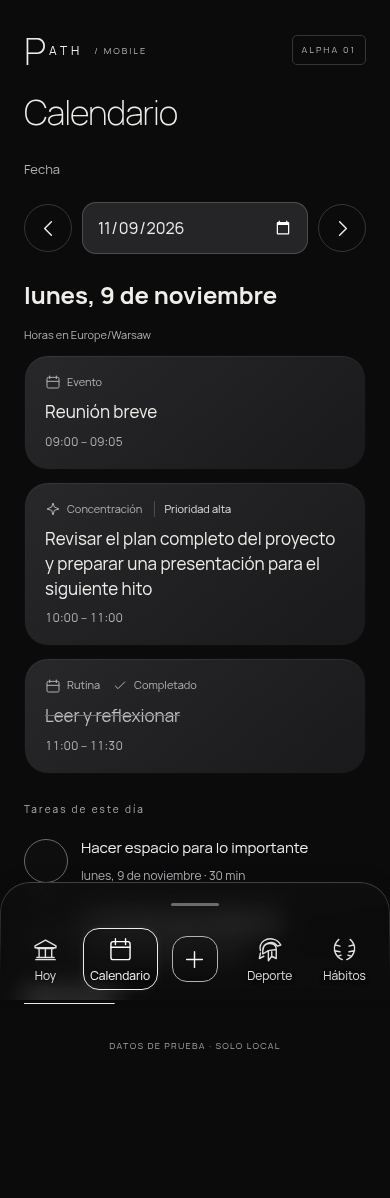 PATH / MOBILE
ALPHA 01
Calendario
Fecha
11/09/2026
lunes, 9 de noviembre
Horas en Europe/Warsaw
Evento
Reunión breve
09:00 – 09:05
Concentración | Prioridad alta
Revisar el plan completo del proyecto
y preparar una presentación para el
siguiente hito
10:00 – 11:00
Rutina Completado
Leer y reflexionar
11:00 – 11:30
Tareas de este día
Hacer espacio para lo importante
lunes, 9 de noviembre · 30 min
Hoy
Calendario
Deporte
Hábitos
DATOS DE PRUEBA · SOLO LOCAL